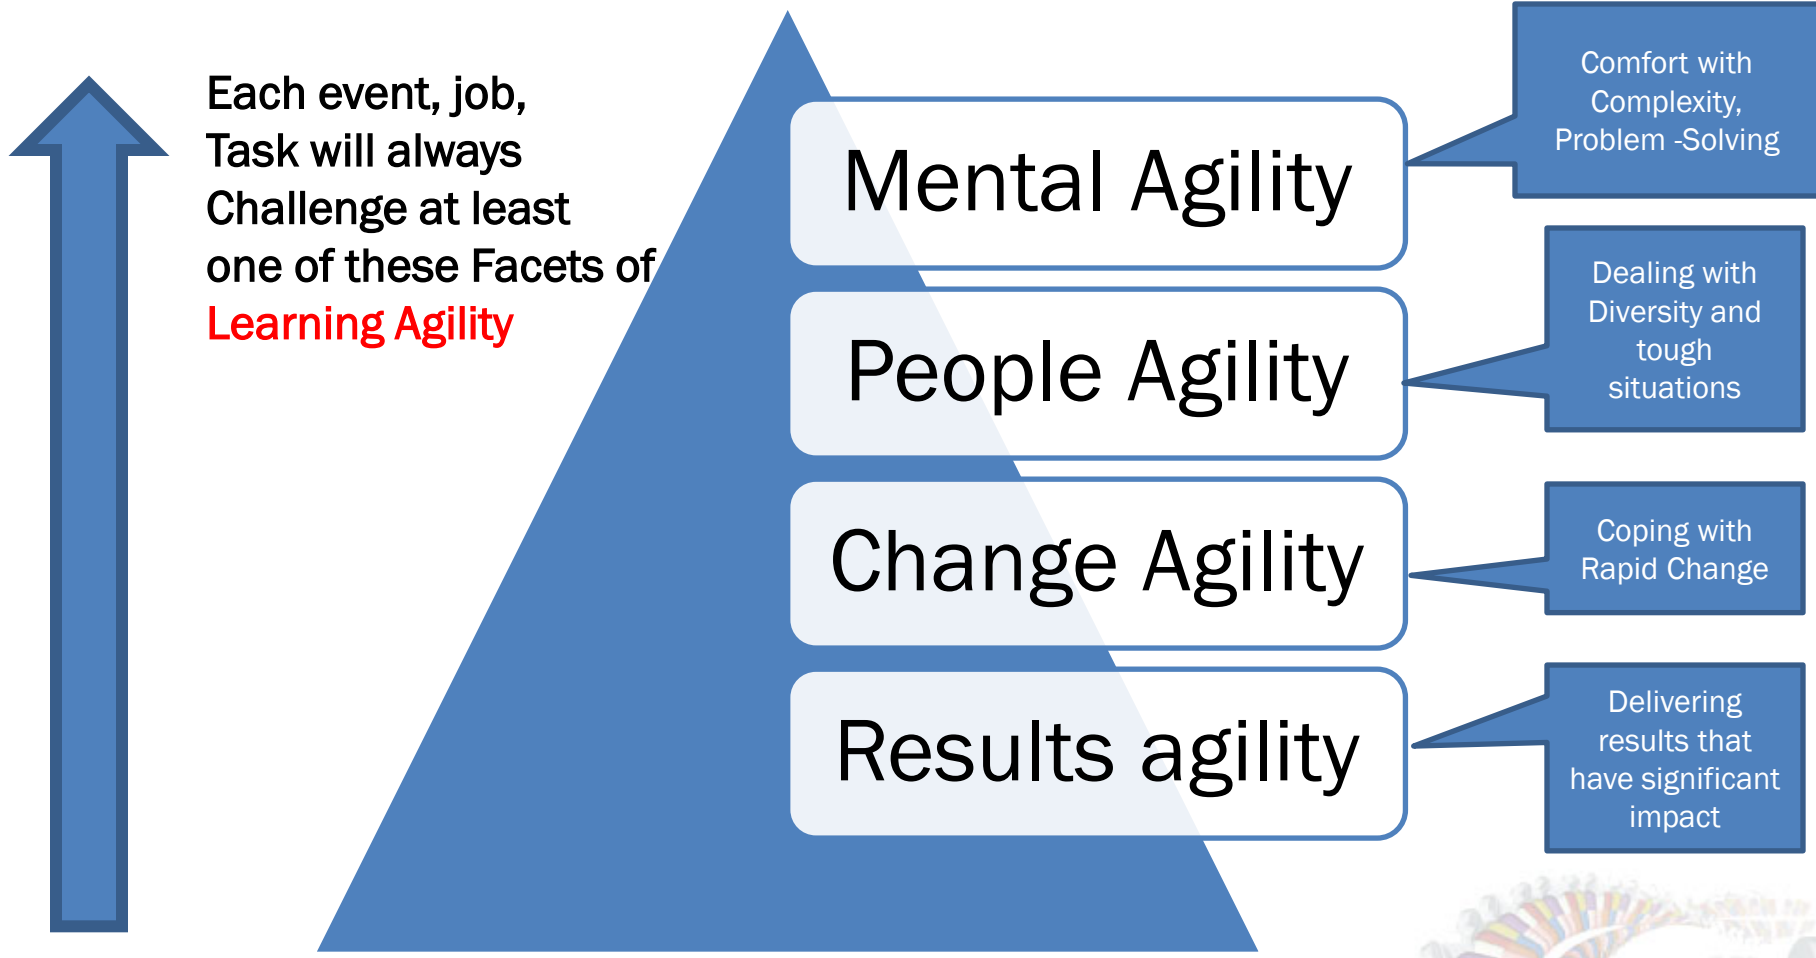 Each event, job,
Task will always
Challenge at least
one of these Facets of
Learning Agility
Mental Agility
Comfort with
Complexity,
Problem -Solving
People Agility
Dealing with
Diversity and
tough
situations
Change Agility
Coping with
Rapid Change
Results agility
Delivering
results that
have significant
impact